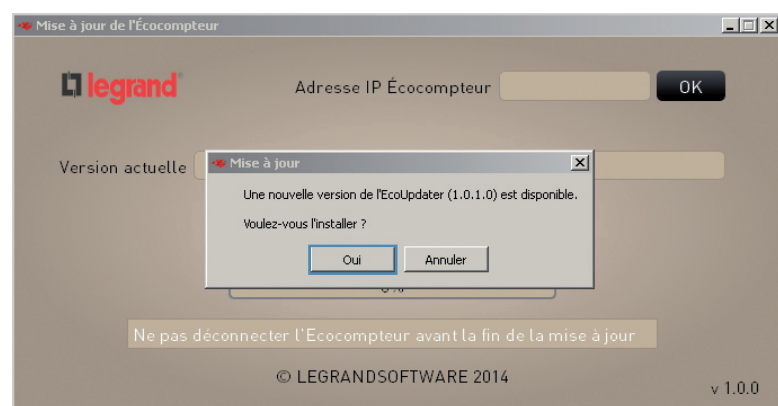 Mise à jour de l'Écocompteur
legrand®
Adresse IP Écocompteur
OK
Version actuelle
Mise à jour
Une nouvelle version de l'EcoUpdater (1.0.1.0) est disponible.
Voulez-vous l'installer ?
Oui
Annuler
Ne pas déconnecter l'Ecocompteur avant la fin de la mise à jour
© LEGRANDSOFTWARE 2014
v 1.0.0